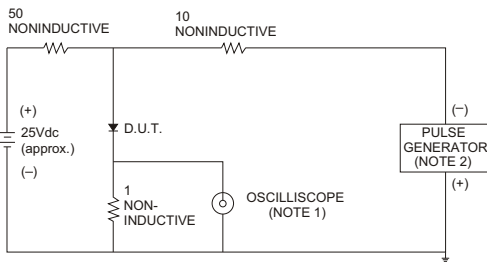 50
NONINDUCTIVE
10
NONINDUCTIVE
(+)
25Vdc
(approx.)
(–)
D.U.T.
1
NON-
INDUCTIVE
OSCILLISCOPE
(NOTE 1)
(–)
PULSE
GENERATOR
(NOTE 2)
(+)